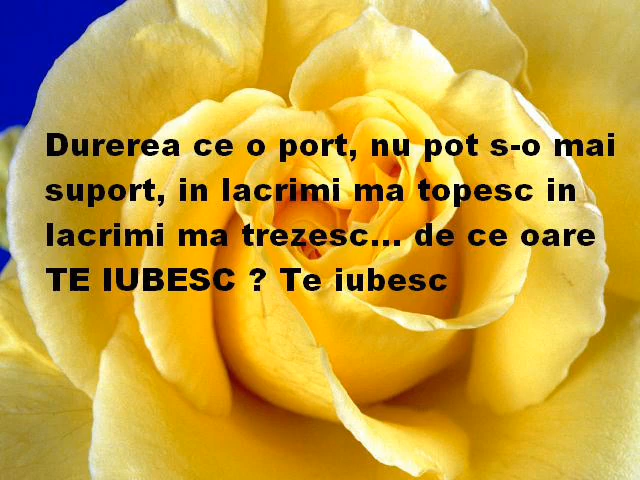 Durerea ce o port, nu pot s-o mai
suport, in lacrimi ma topesc in
lacrimi ma trezesc... de ce oare
TE IUBESC ? Te iubesc